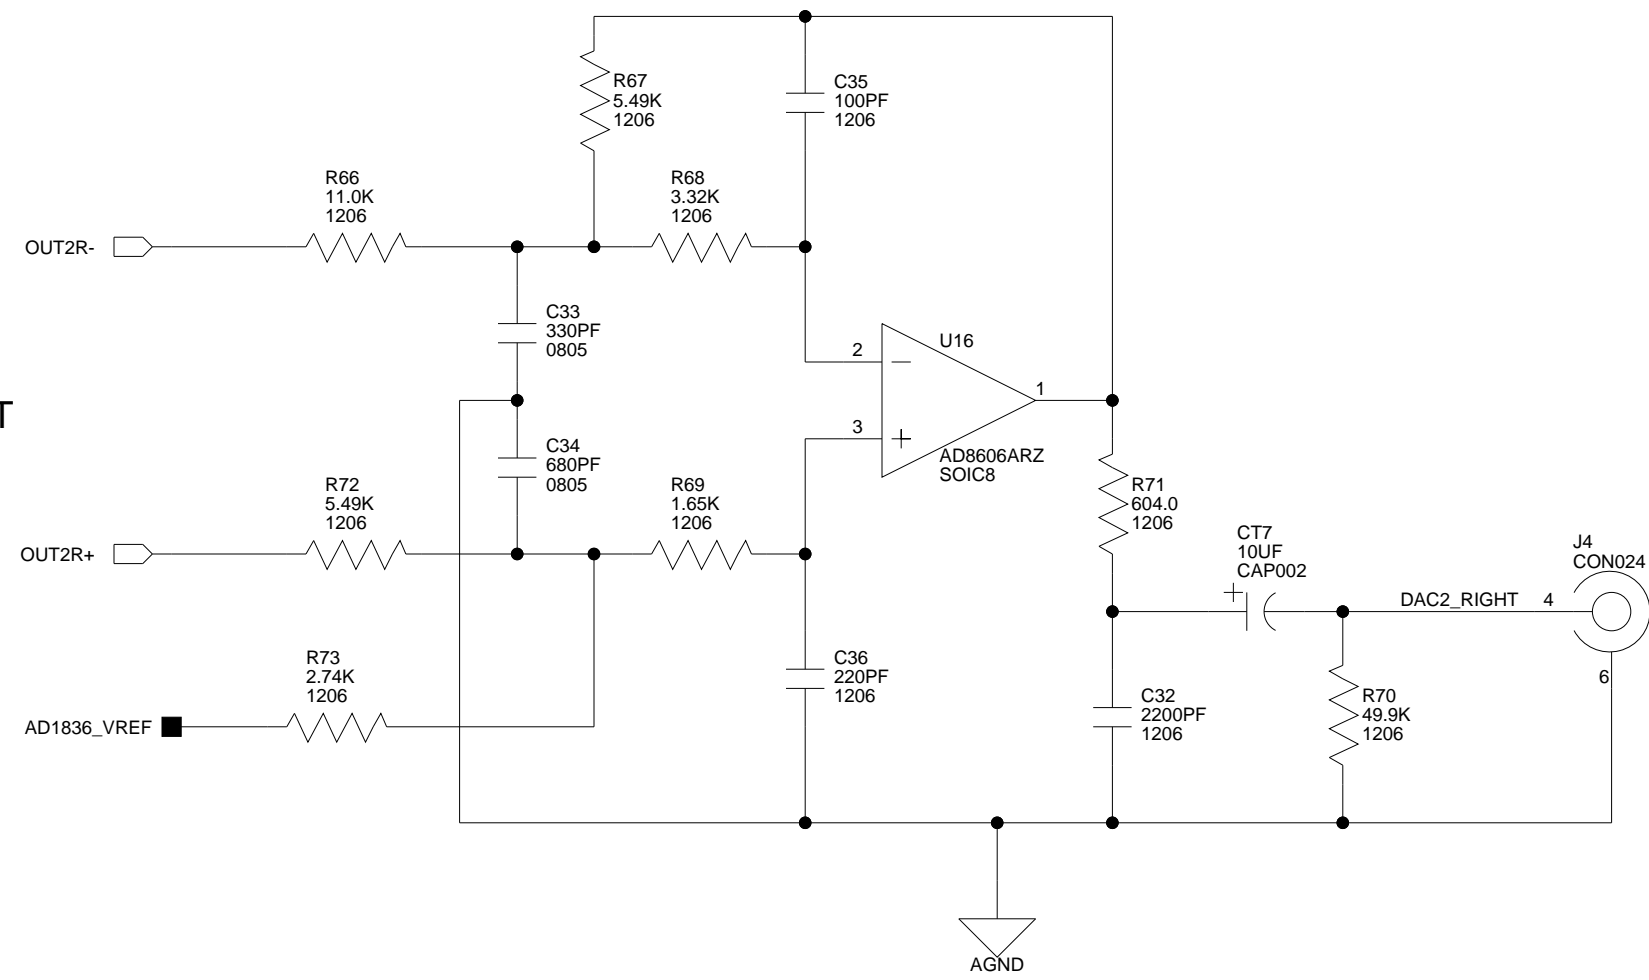 R67
5.49K
1206
C35
100PF
1206
R66
11.0K
1206
R68
3.32K
1206
OUT2R-
C33
330PF
0805
2
U16
1
T
3
C34
680PF
0805
AD8606ARZ
SOIC8
R72
5.49K
1206
R69
1.65K
1206
R71
604.0
1206
OUT2R+
CT7
10UF
CAP002
J4
CON024
DAC2_RIGHT 4
R73
2.74K
1206
C36
220PF
1206
6
C32
2200PF
1206
R70
49.9K
1206
AD1836_VREF
AGND